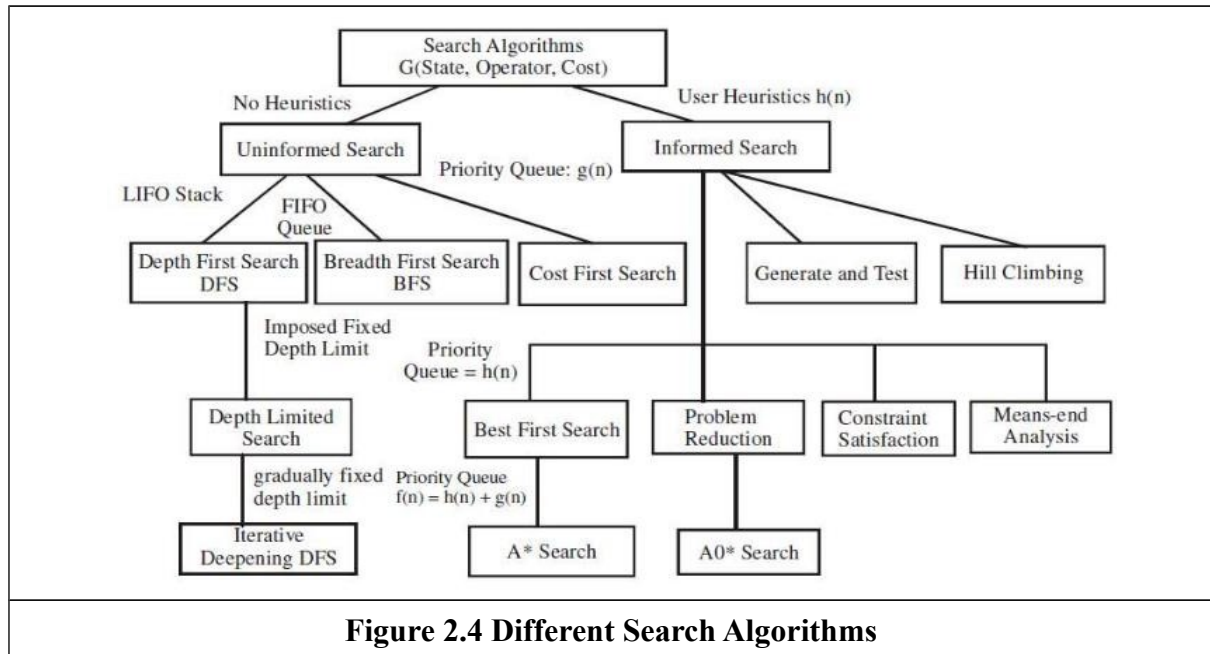 Search Algorithms
G(State, Operator, Cost)
No Heuristics
User Heuristics h(n)
Uninformed Search
Informed Search
Priority Queue: g(n)
LIFO Stack
FIFO
Queue
Depth First Search
DFS
Breadth First Search
BFS
Cost First Search
Generate and Test
Hill Climbing
Imposed Fixed
Depth Limit
Priority
Queue = h(n)
Depth Limited
Search
Best First Search
Problem
Reduction
Constraint
Satisfaction
Means-end
Analysis
gradually fixed
depth limit
Priority Queue
f(n) = h(n) + g(n)
Iterative
Deepening DFS
A* Search
A0* Search
Figure 2.4 Different Search Algorithms